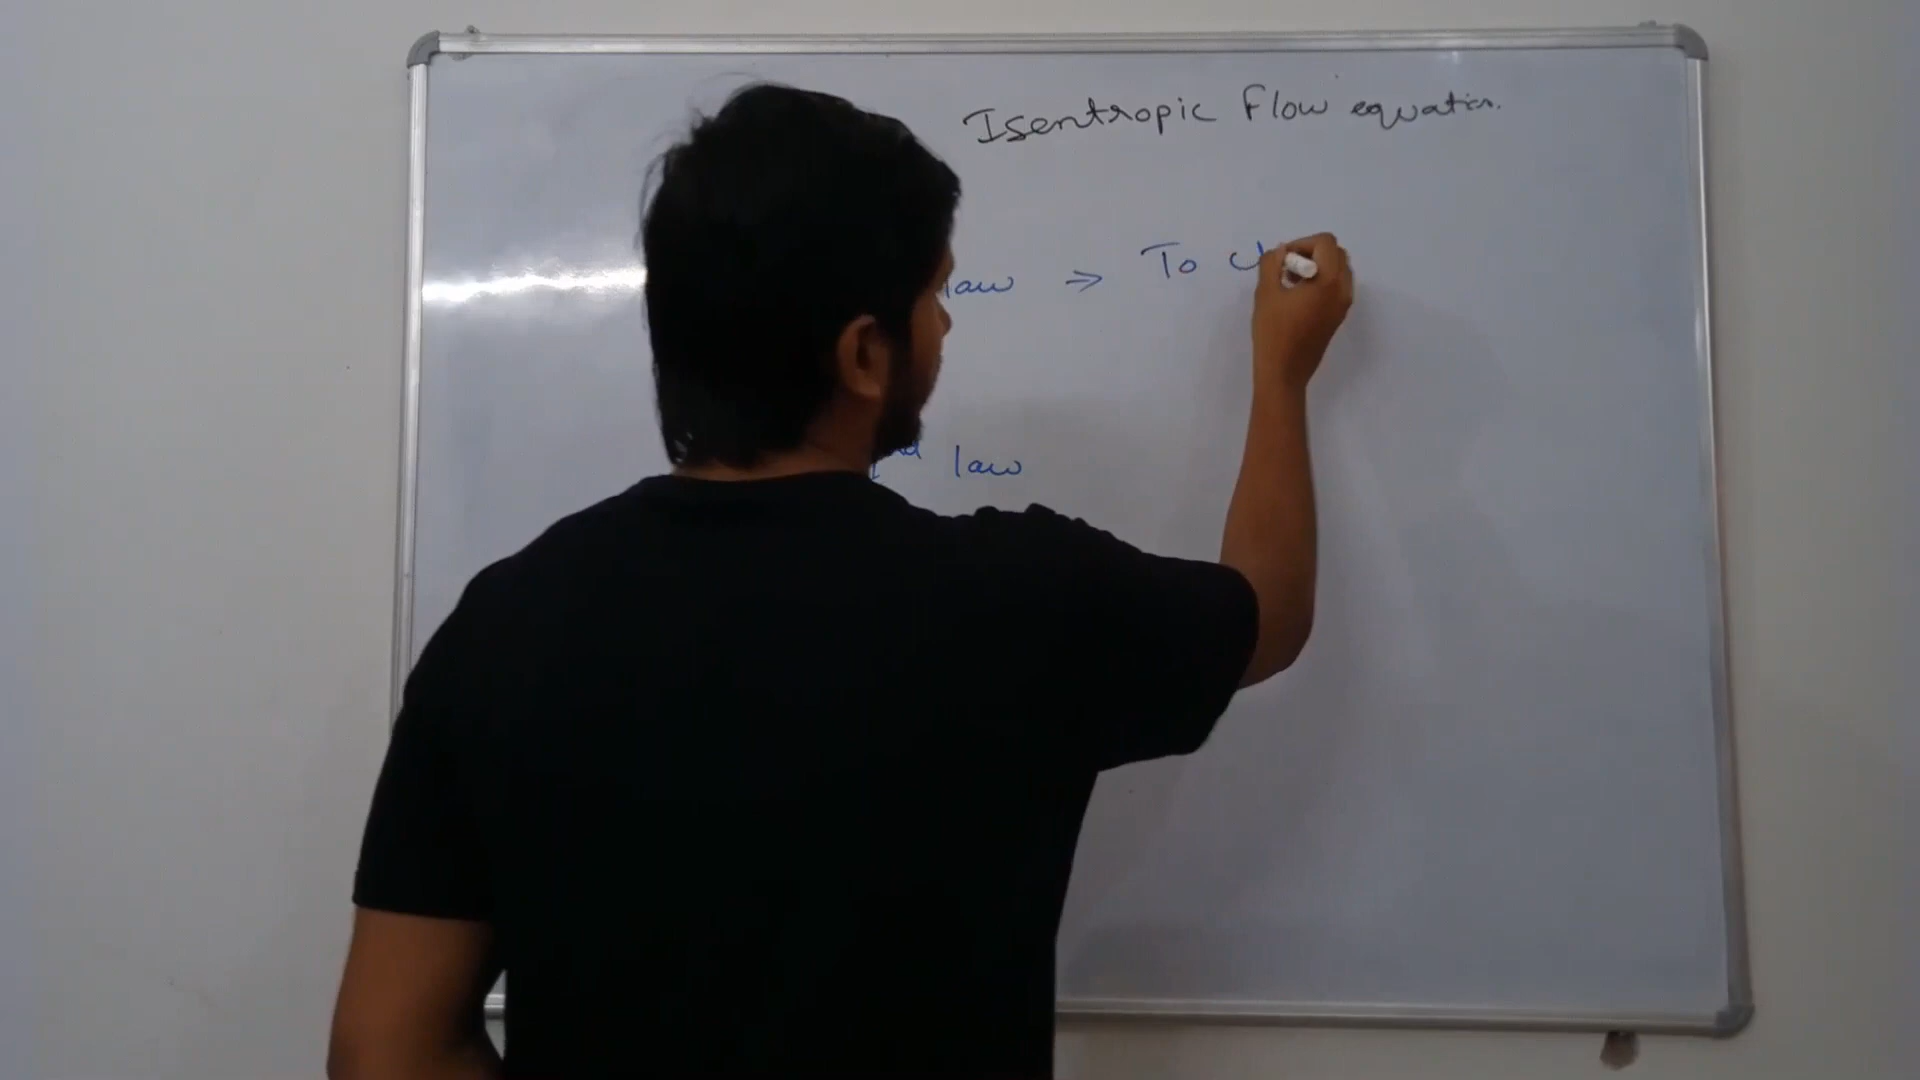 Isentropic Flow equation.
law ⇒ To
law